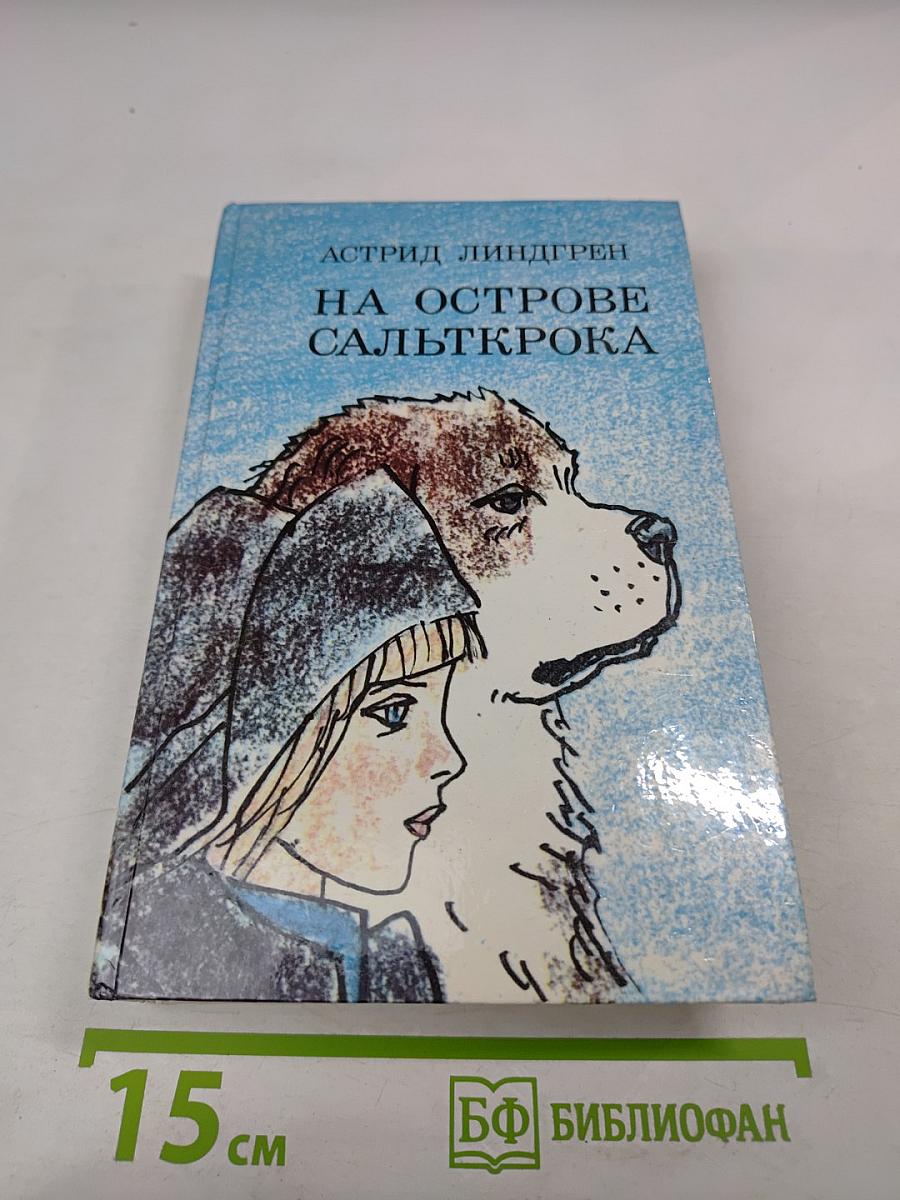 АСТРИД ЛИНДГРЕН
НА ОСТРОВЕ
САЛЬТКРОКА
15 см
БФ БИБЛИОФАН